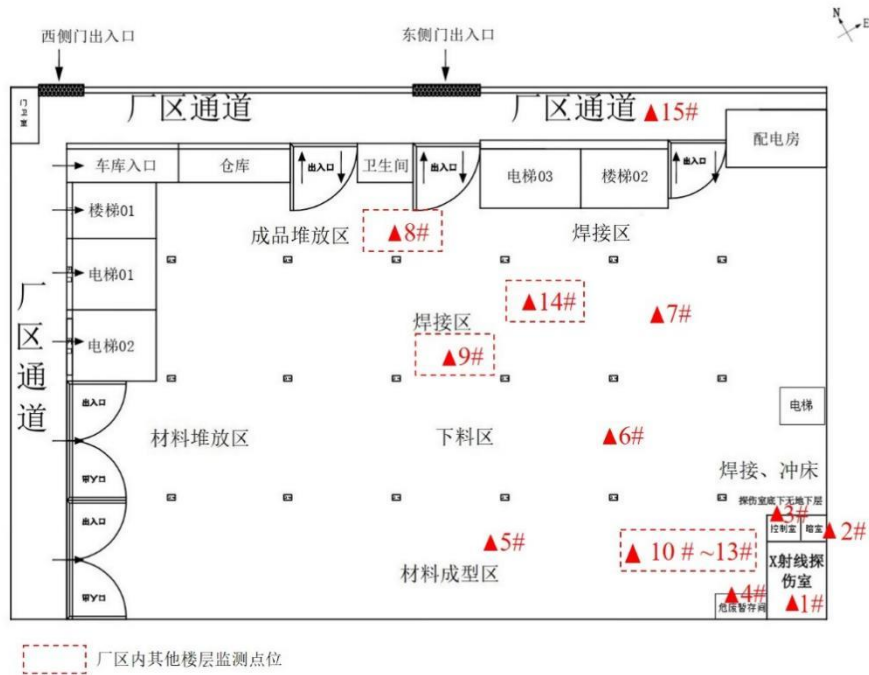 N
E
西侧门出入口
东侧门出入口
门卫室
厂区通道
厂区通道
▲15#
配电房
车库入口
仓库
出入口
卫生间
出入口
电梯03
楼梯02
出入口
楼梯01
成品堆放区
▲8#
焊接区
电梯01
▲14#
▲7#
厂区通道
焊接区
电梯02
▲9#
出入口
电梯
材料堆放区
下料区
▲6#
出入口
焊接、冲床
探伤室底下无地下层
出入口
▲3#
控制室
暗室
▲2#
▲5#
▲10#~13#
X射线探伤室
材料成型区
出入口
▲4#
危废暂存间
▲1#
厂区内其他楼层监测点位